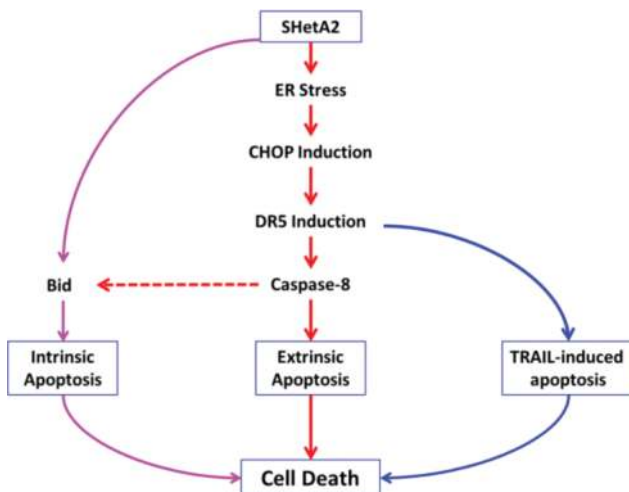 SHetA2
ER Stress
CHOP Induction
DR5 Induction
Bid
Caspase-8
Intrinsic
Apoptosis
Extrinsic
Apoptosis
TRAIL-induced
apoptosis
Cell Death